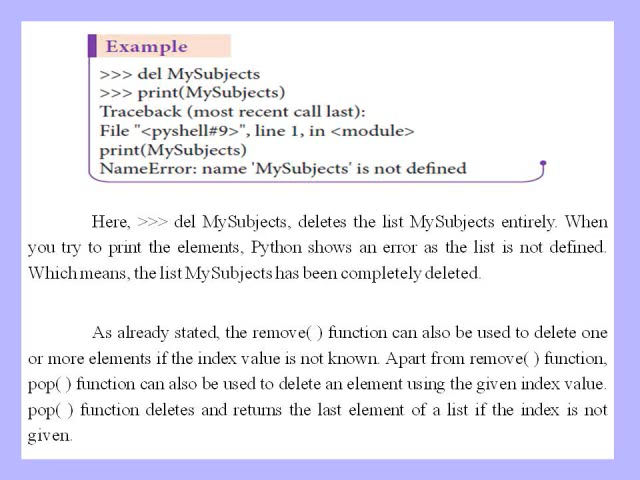 Example
>>> del MySubjects
>>> print(MySubjects)
Traceback (most recent call last):
File "<pyshell#9>", line 1, in <module>
print(MySubjects)
NameError: name 'MySubjects' is not defined
Here, >>> del MySubjects, deletes the list MySubjects entirely. When
you try to print the elements, Python shows an error as the list is not defined.
Which means, the list MySubjects has been completely deleted.
As already stated, the remove( ) function can also be used to delete one
or more elements if the index value is not known. Apart from remove( ) function,
pop( ) function can also be used to delete an element using the given index value.
pop( ) function deletes and returns the last element of a list if the index is not
given.